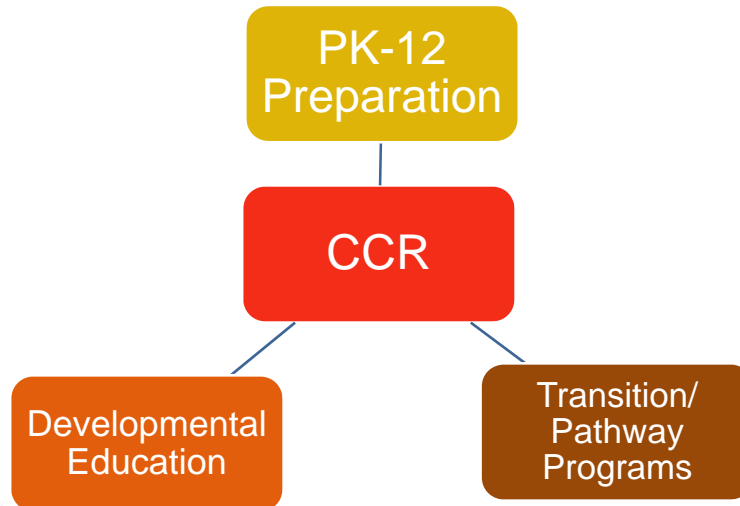 PK-12
Preparation
CCR
Developmental
Education
Transition/
Pathway
Programs